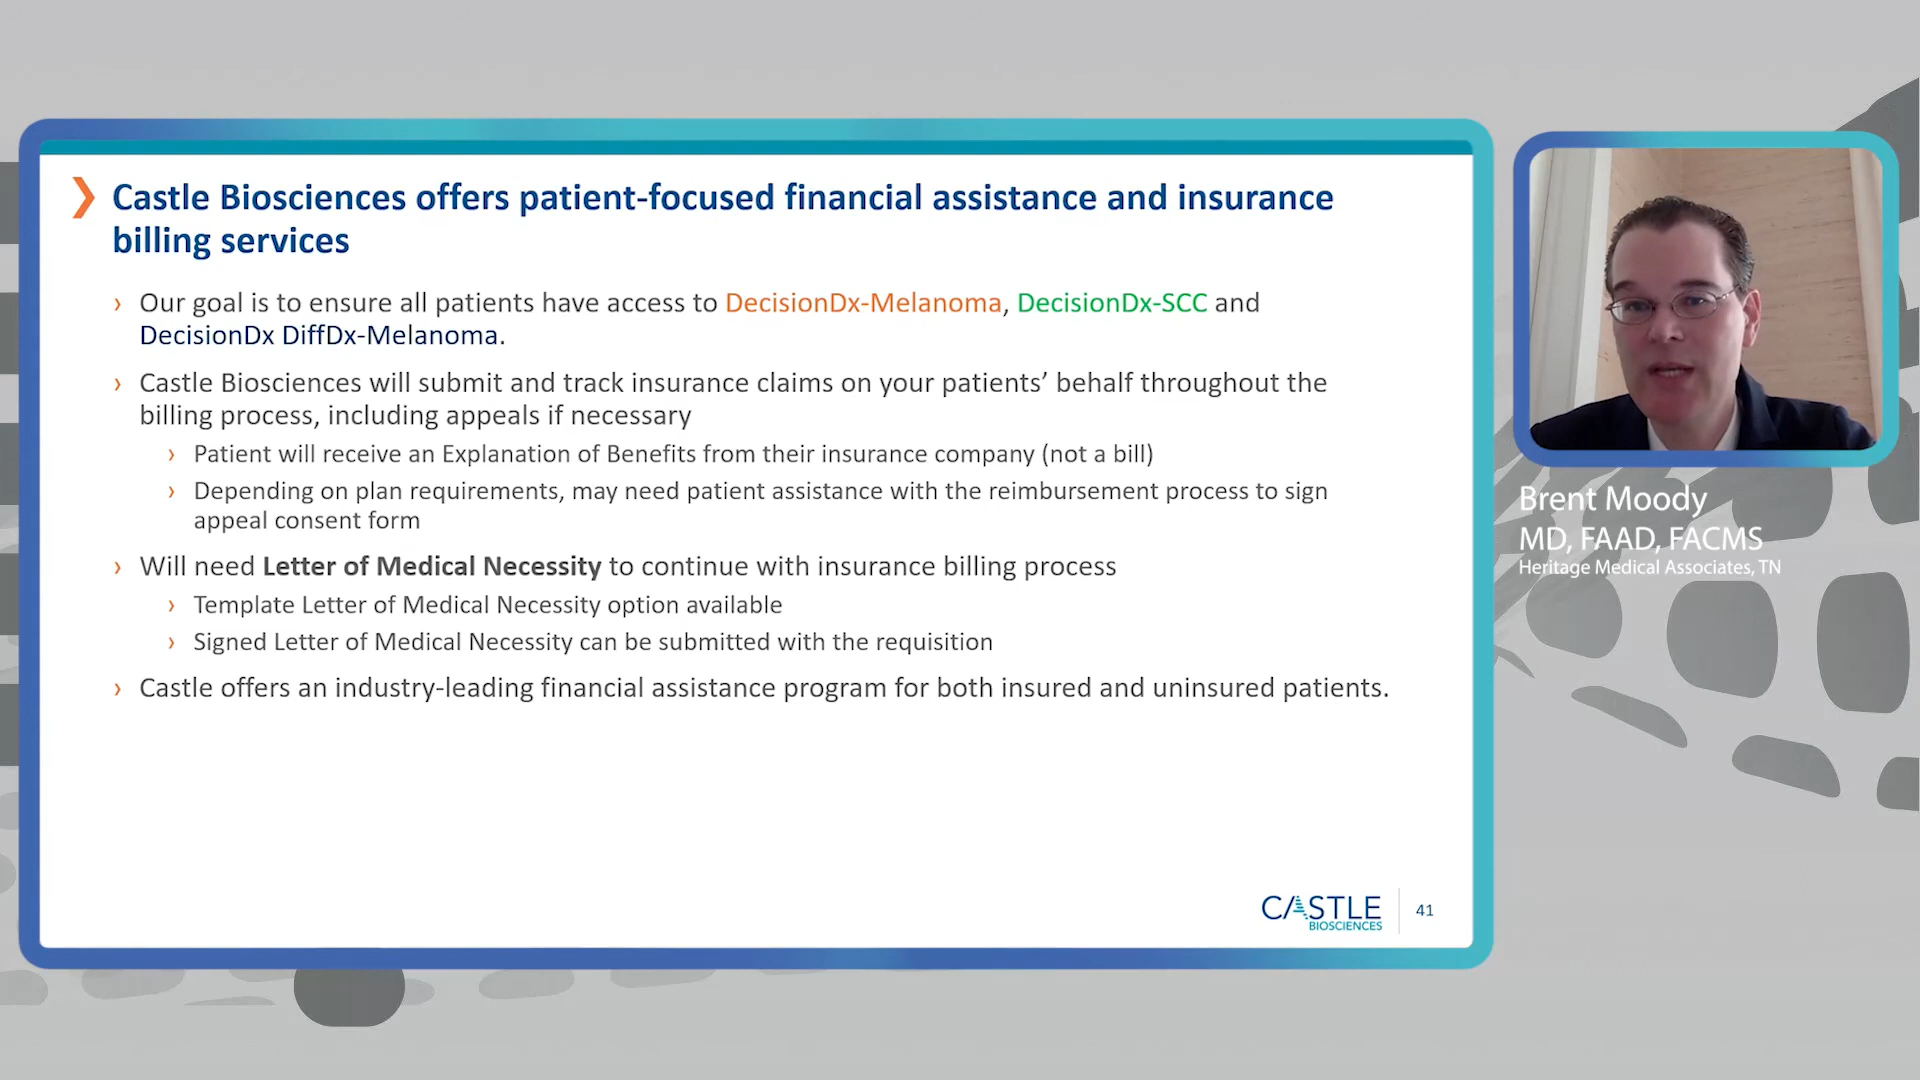 Castle Biosciences offers patient-focused financial assistance and insurance
billing services
› Our goal is to ensure all patients have access to DecisionDx-Melanoma, DecisionDx-SCC and
DecisionDx DiffDx-Melanoma.
› Castle Biosciences will submit and track insurance claims on your patients’ behalf throughout the
billing process, including appeals if necessary
› Patient will receive an Explanation of Benefits from their insurance company (not a bill)
› Depending on plan requirements, may need patient assistance with the reimbursement process to sign
appeal consent form
› Will need Letter of Medical Necessity to continue with insurance billing process
› Template Letter of Medical Necessity option available
› Signed Letter of Medical Necessity can be submitted with the requisition
› Castle offers an industry-leading financial assistance program for both insured and uninsured patients.
CASTLE
BIOSCIENCES
41
Brent Moody
MD, FAAD, FACMS
Heritage Medical Associates, TN